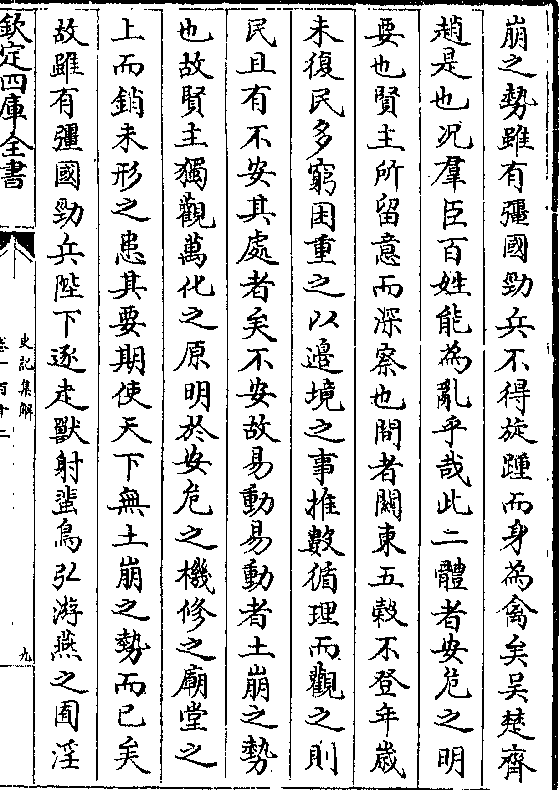 崩之勢雖有彊國勁兵不得旋踵而身為禽矣吳楚齊
趙是也况羣臣百姓能為亂乎哉此二體者安危之明
要也賢主所留意而深察也間者關東五榖不登年歲
未復民多窮困重之以邉境之事推數循理而觀之則
民且有不安其處者矣不安故易動易動者土崩之勢
也故賢主獨觀萬化之原明於安危之機修之廟堂之
上而銷未形之患其要期使天下無土崩之勢而已矣
故雖有彊國勁兵陛下逐走獸射蜚鳥弘游燕之囿淫
欽定四庫全書
史記集解
卷一百十二
九